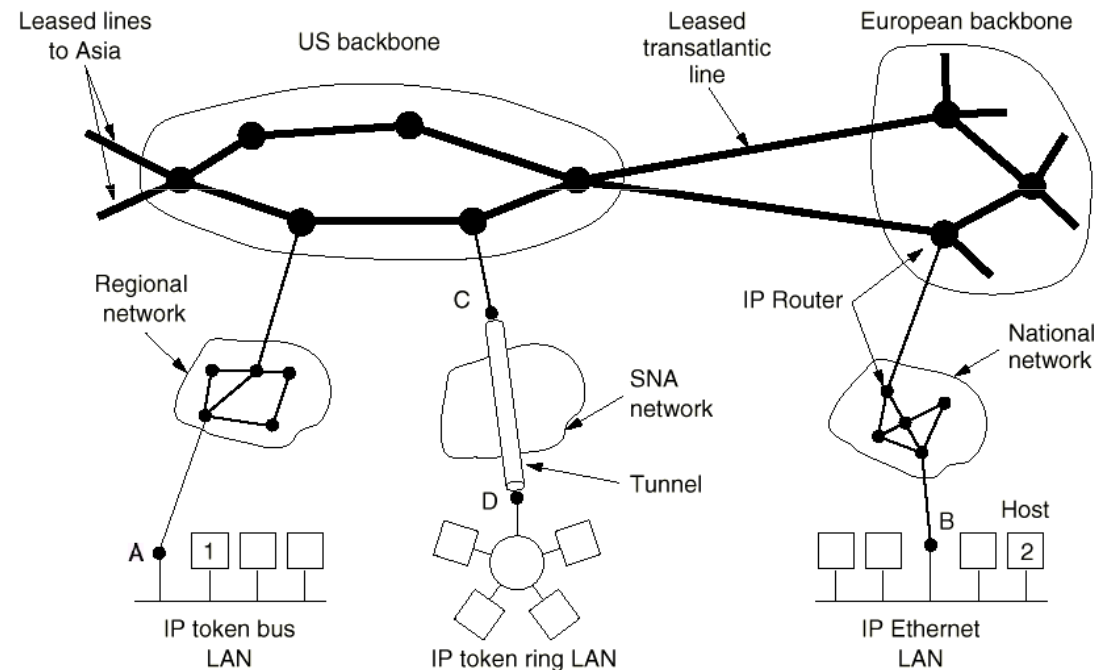 Leased lines
to Asia
US backbone
Leased
transatlantic
line
European backbone
Regional
network
C
IP Router
National
network
SNA
network
Tunnel
D
A
1
B
Host
2
IP token bus
LAN
IP token ring LAN
IP Ethernet
LAN